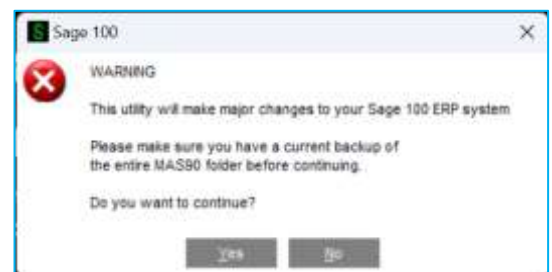 Sage 100
WARNING
This utility will make major changes to your Sage 100 ERP system
Please make sure you have a current backup of
the entire MAS90 folder before continuing.
Do you want to continue?
Yes
No